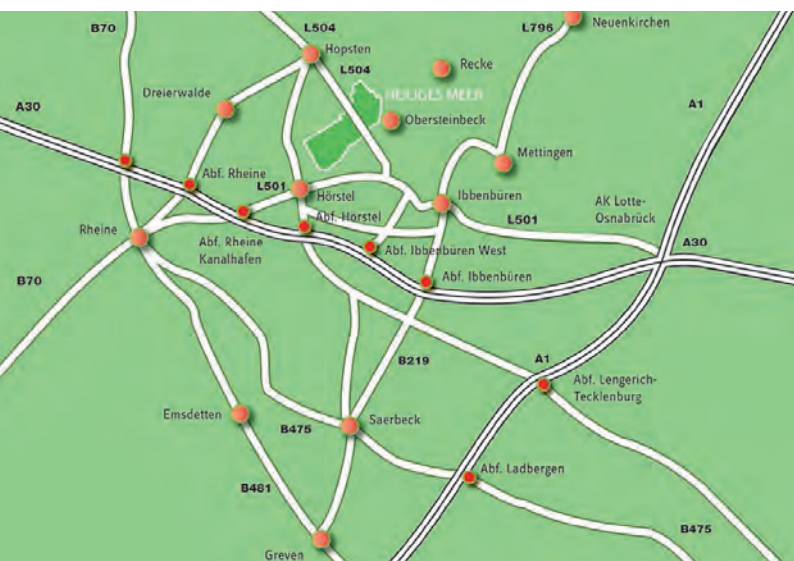 B70
L504
Hopsten
L796
Neuenkirchen
L504
Recke
A30
Dreierwalde
HEILIGES MEER
Obersteinbeck
A1
Mettingen
Abf. Rheine
L501
Hörstel
Ibbenbüren
AK Lotte-
Osnabrück
Rheine
Abf. Hörstel
L501
Abf. Rheine
Kanalhafen
Abf. Ibbenbüren West
A30
B70
Abf. Ibbenbüren
B219
A1
Abf. Lengerich-
Tecklenburg
Emsdetten
B475
Saerbeck
Abf. Ladbergen
B481
B475
Greven